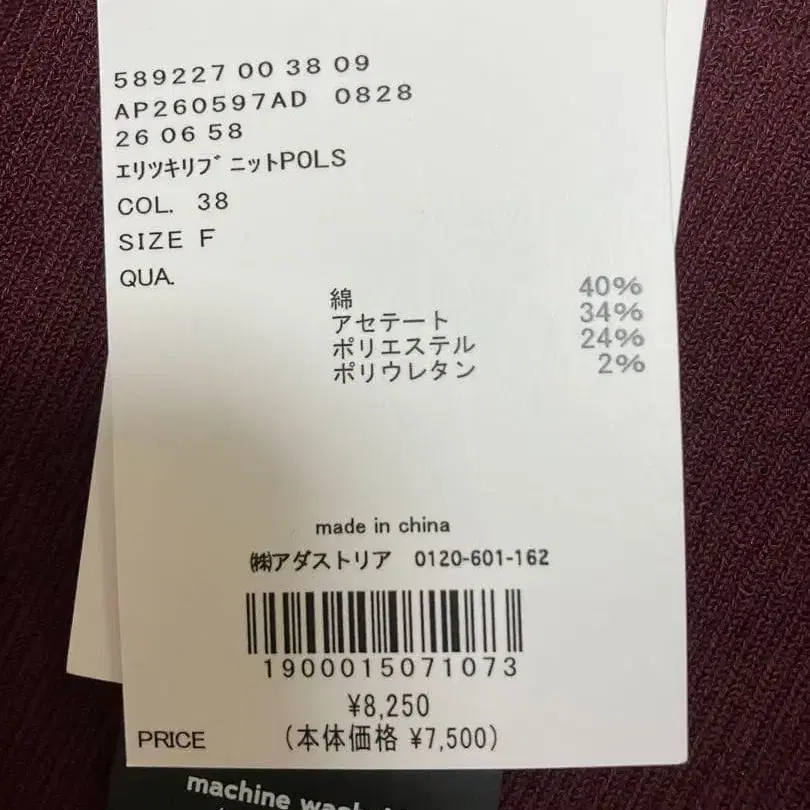 589227 00 38 09
AP260597AD 0828
26 06 58
ｴﾘﾂｷﾘﾌﾞﾆｯﾄPOLS
COL. 38
SIZE F
QUA.
綿 40%
アセテート 34%
ポリエステル 24%
ポリウレタン 2%
made in china
㈱アダストリア 0120-601-162
1900015071073
¥8,250
PRICE (本体価格 ¥7,500)
machine